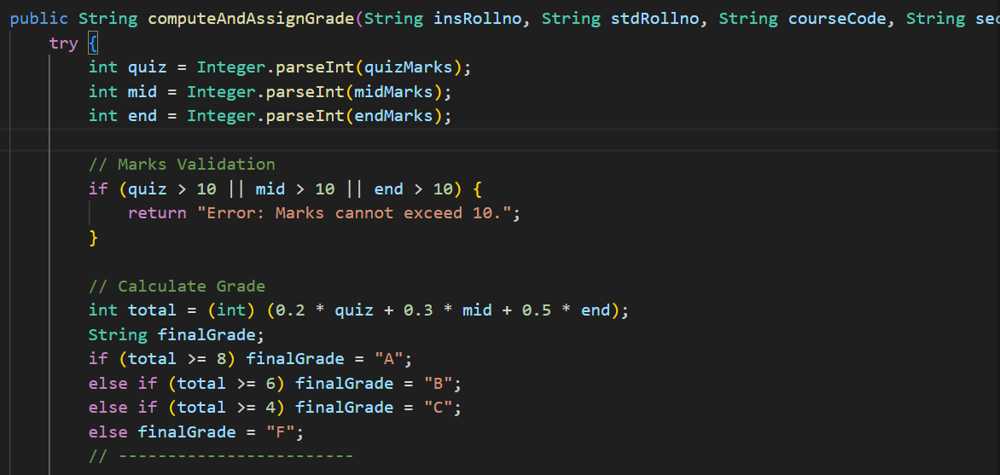 public String computeAndAssignGrade(String insRollno, String stdRollno, String courseCode, String sec
try {
int quiz = Integer.parseInt(quizMarks);
int mid = Integer.parseInt(midMarks);
int end = Integer.parseInt(endMarks);
// Marks Validation
if (quiz > 10 || mid > 10 || end > 10) {
return "Error: Marks cannot exceed 10.";
}
// Calculate Grade
int total = (int) (0.2 * quiz + 0.3 * mid + 0.5 * end);
String finalGrade;
if (total >= 8) finalGrade = "A";
else if (total >= 6) finalGrade = "B";
else if (total >= 4) finalGrade = "C";
else finalGrade = "F";
// ------------------------